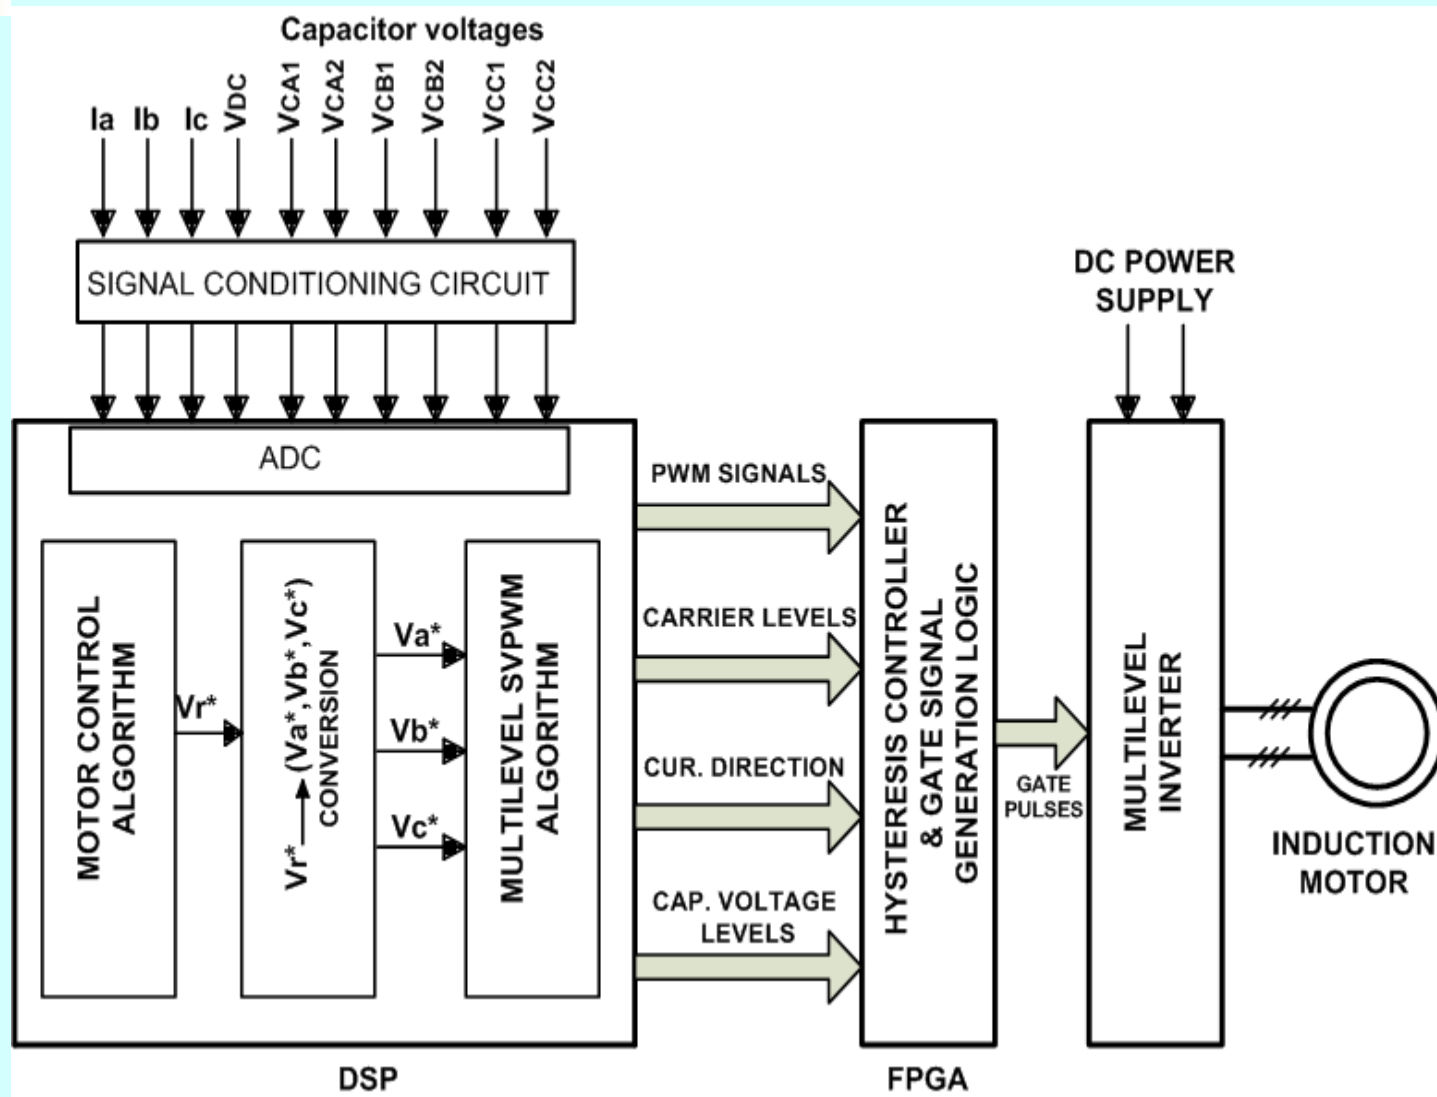 Capacitor voltages
Ia Ib Ic VDC VCA1 VCA2 VCB1 VCB2 VCC1 VCC2
SIGNAL CONDITIONING CIRCUIT
ADC
MOTOR CONTROL
ALGORITHM
Vr*
Vr* → (Va*,Vb*,Vc*)
CONVERSION
Va*
Vb*
Vc*
MULTILEVEL SVPWM
ALGORITHM
DSP
PWM SIGNALS
CARRIER LEVELS
CUR. DIRECTION
CAP. VOLTAGE
LEVELS
HYSTERESIS CONTROLLER
& GATE SIGNAL
GENERATION LOGIC
FPGA
GATE
PULSES
DC POWER
SUPPLY
MULTILEVEL
INVERTER
INDUCTION
MOTOR